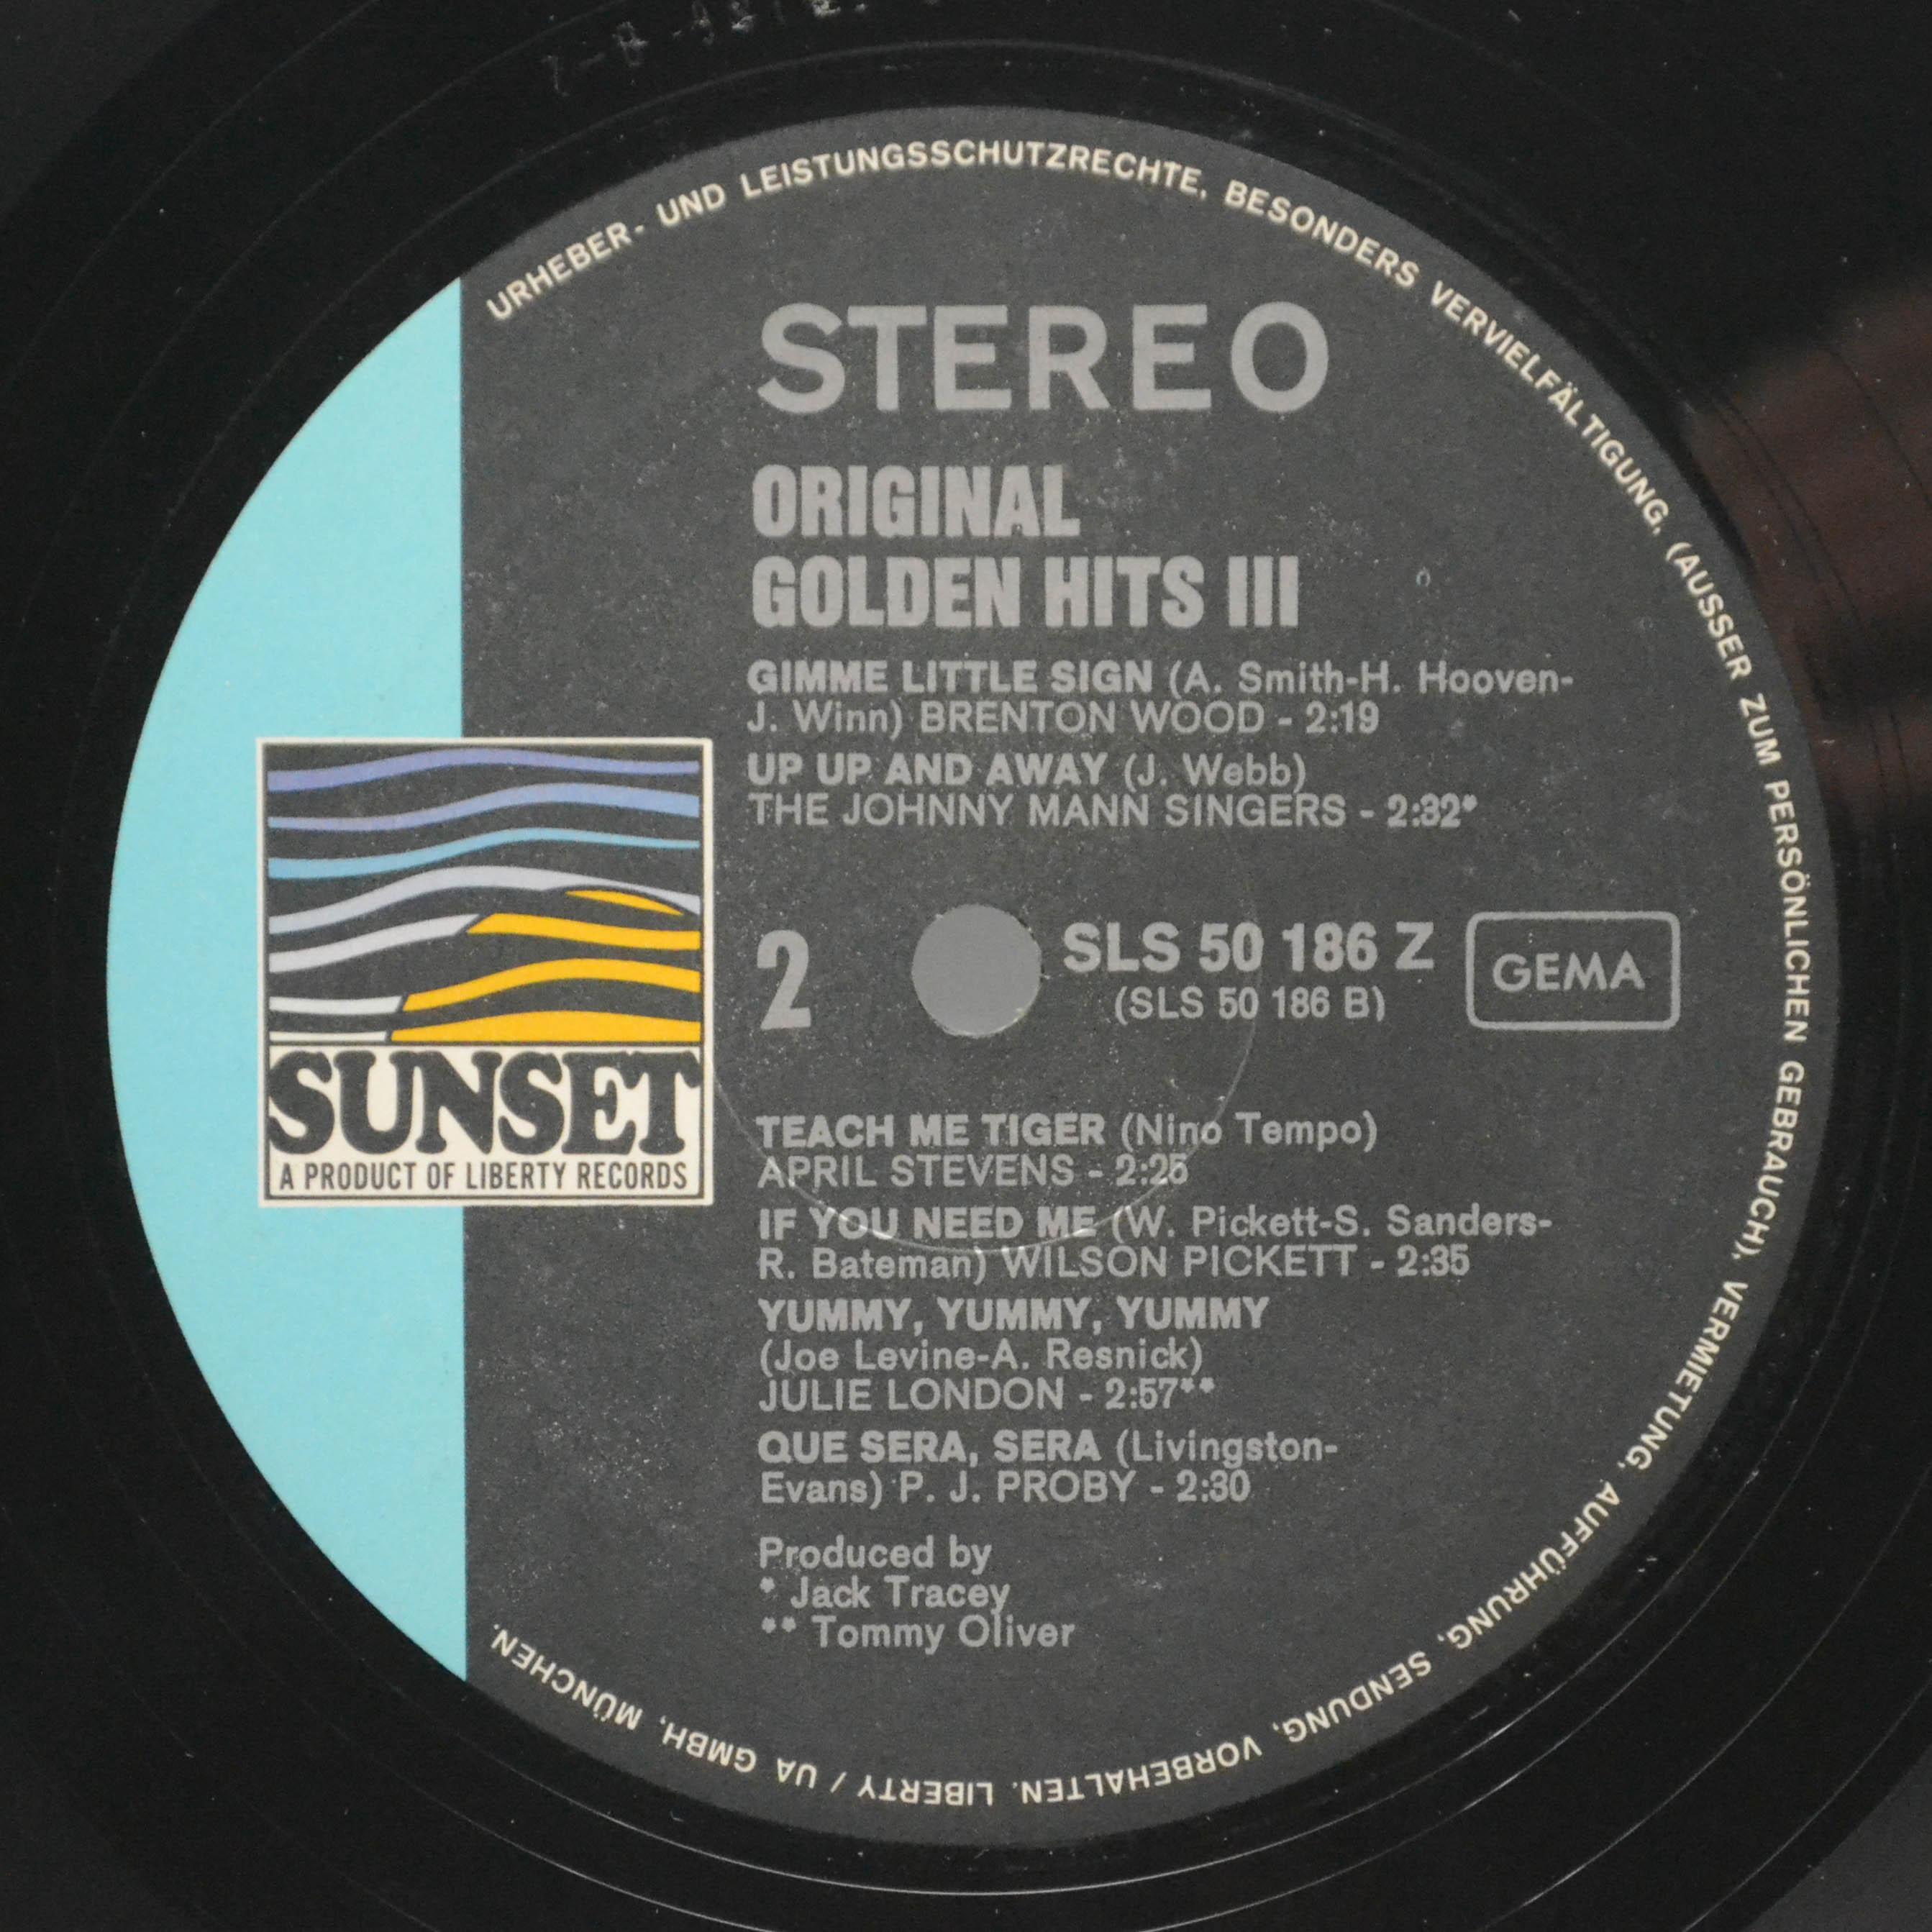 URHEBER- UND LEISTUNGSSCHUTZRECHTE, BESONDERS VERVIELFÄLTIGUNG, (AUSSER ZUM PERSÖNLICHEN GEBRAUCH), VERMIETUNG, AUFFÜHRUNG, SENDUNG, VORBEHALTEN. LIBERTY / UA GMBH, MÜNCHEN.
STEREO
ORIGINAL
GOLDEN HITS III
GIMME LITTLE SIGN (A. Smith-H. Hooven-
J. Winn) BRENTON WOOD - 2:19
UP UP AND AWAY (J. Webb)
THE JOHNNY MANN SINGERS - 2:32*
2
SLS 50 186 Z
(SLS 50 186 B)
GEMA
SUNSET
A PRODUCT OF LIBERTY RECORDS
TEACH ME TIGER (Nino Tempo)
APRIL STEVENS - 2:25
IF YOU NEED ME (W. Pickett-S. Sanders-
R. Bateman) WILSON PICKETT - 2:35
YUMMY, YUMMY, YUMMY
(Joe Levine-A. Resnick)
JULIE LONDON - 2:57**
QUE SERA, SERA (Livingston-
Evans) P. J. PROBY - 2:30
Produced by
* Jack Tracey
** Tommy Oliver